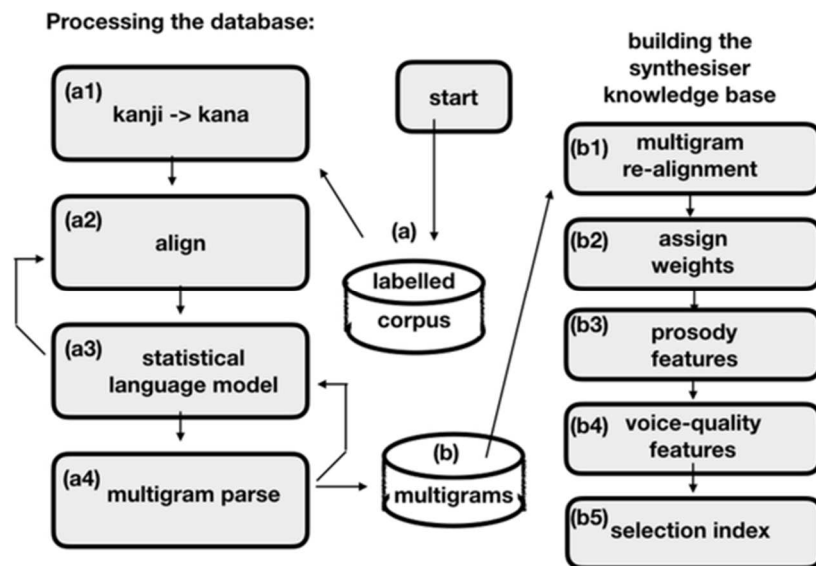 Processing the database:
(a1)
kanji -> kana
(a2)
align
(a3)
statistical
language model
(a4)
multigram parse
start
(a)
labelled
corpus
(b)
multigrams
building the
synthesiser
knowledge base
(b1)
multigram
re-alignment
(b2)
assign
weights
(b3)
prosody
features
(b4)
voice-quality
features
(b5)
selection index